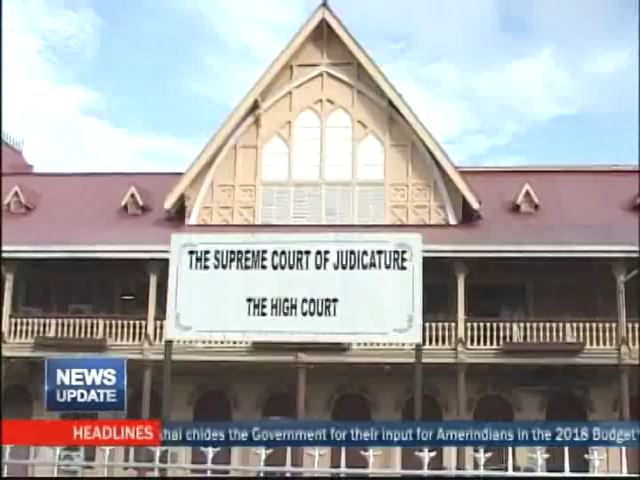 THE SUPREME COURT OF JUDICATURE
THE HIGH COURT
NEWS
UPDATE
HEADLINES
chides the Government for their input for Amerindians in the 2018 Budget